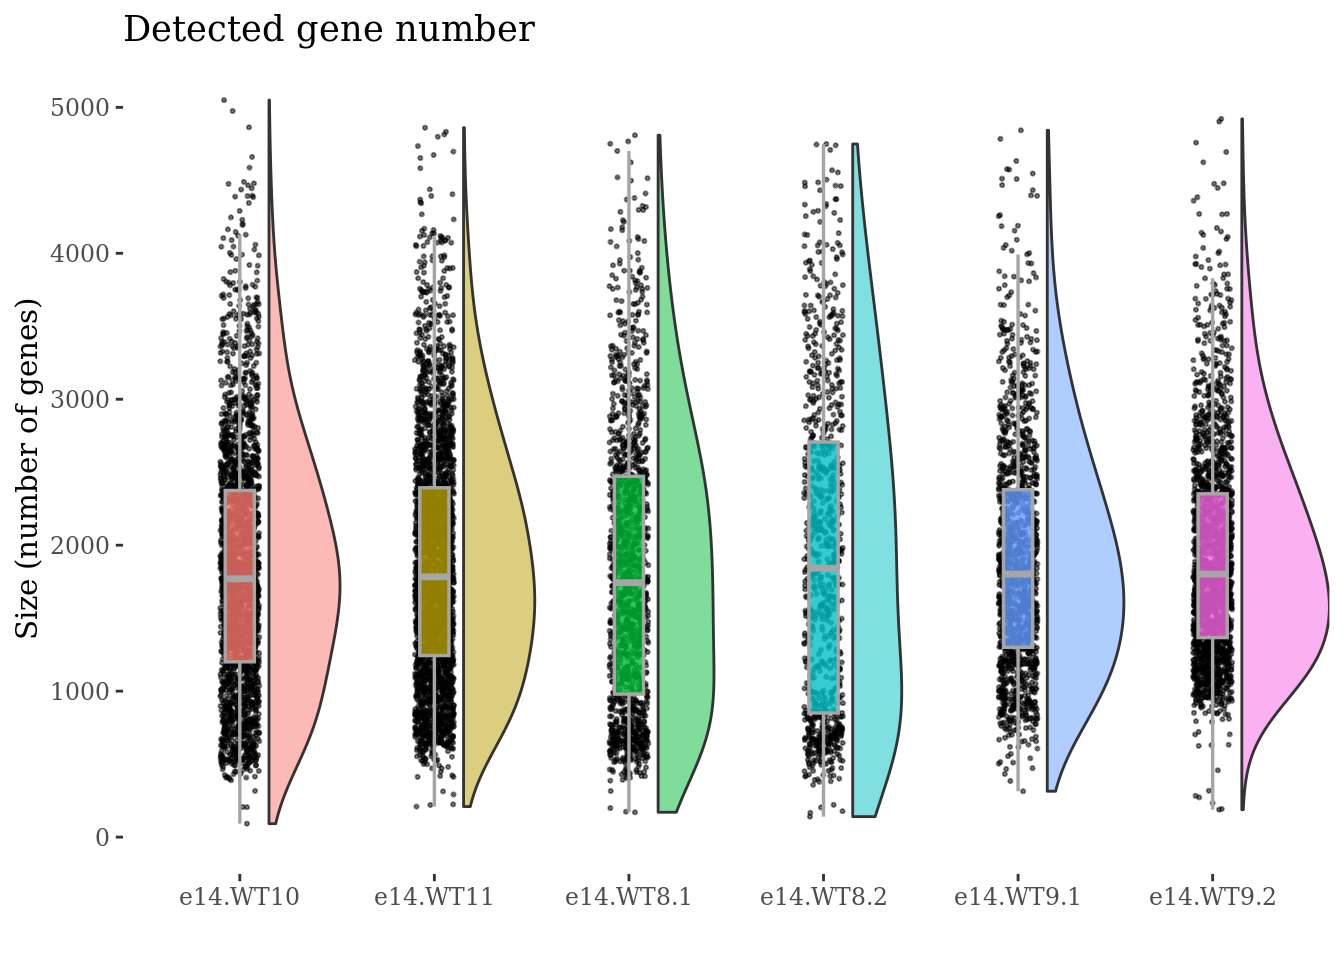 Detected gene number
Size (number of genes)
5000
4000
3000
2000
1000
0
e14.WT10 e14.WT11 e14.WT8.1 e14.WT8.2 e14.WT9.1 e14.WT9.2